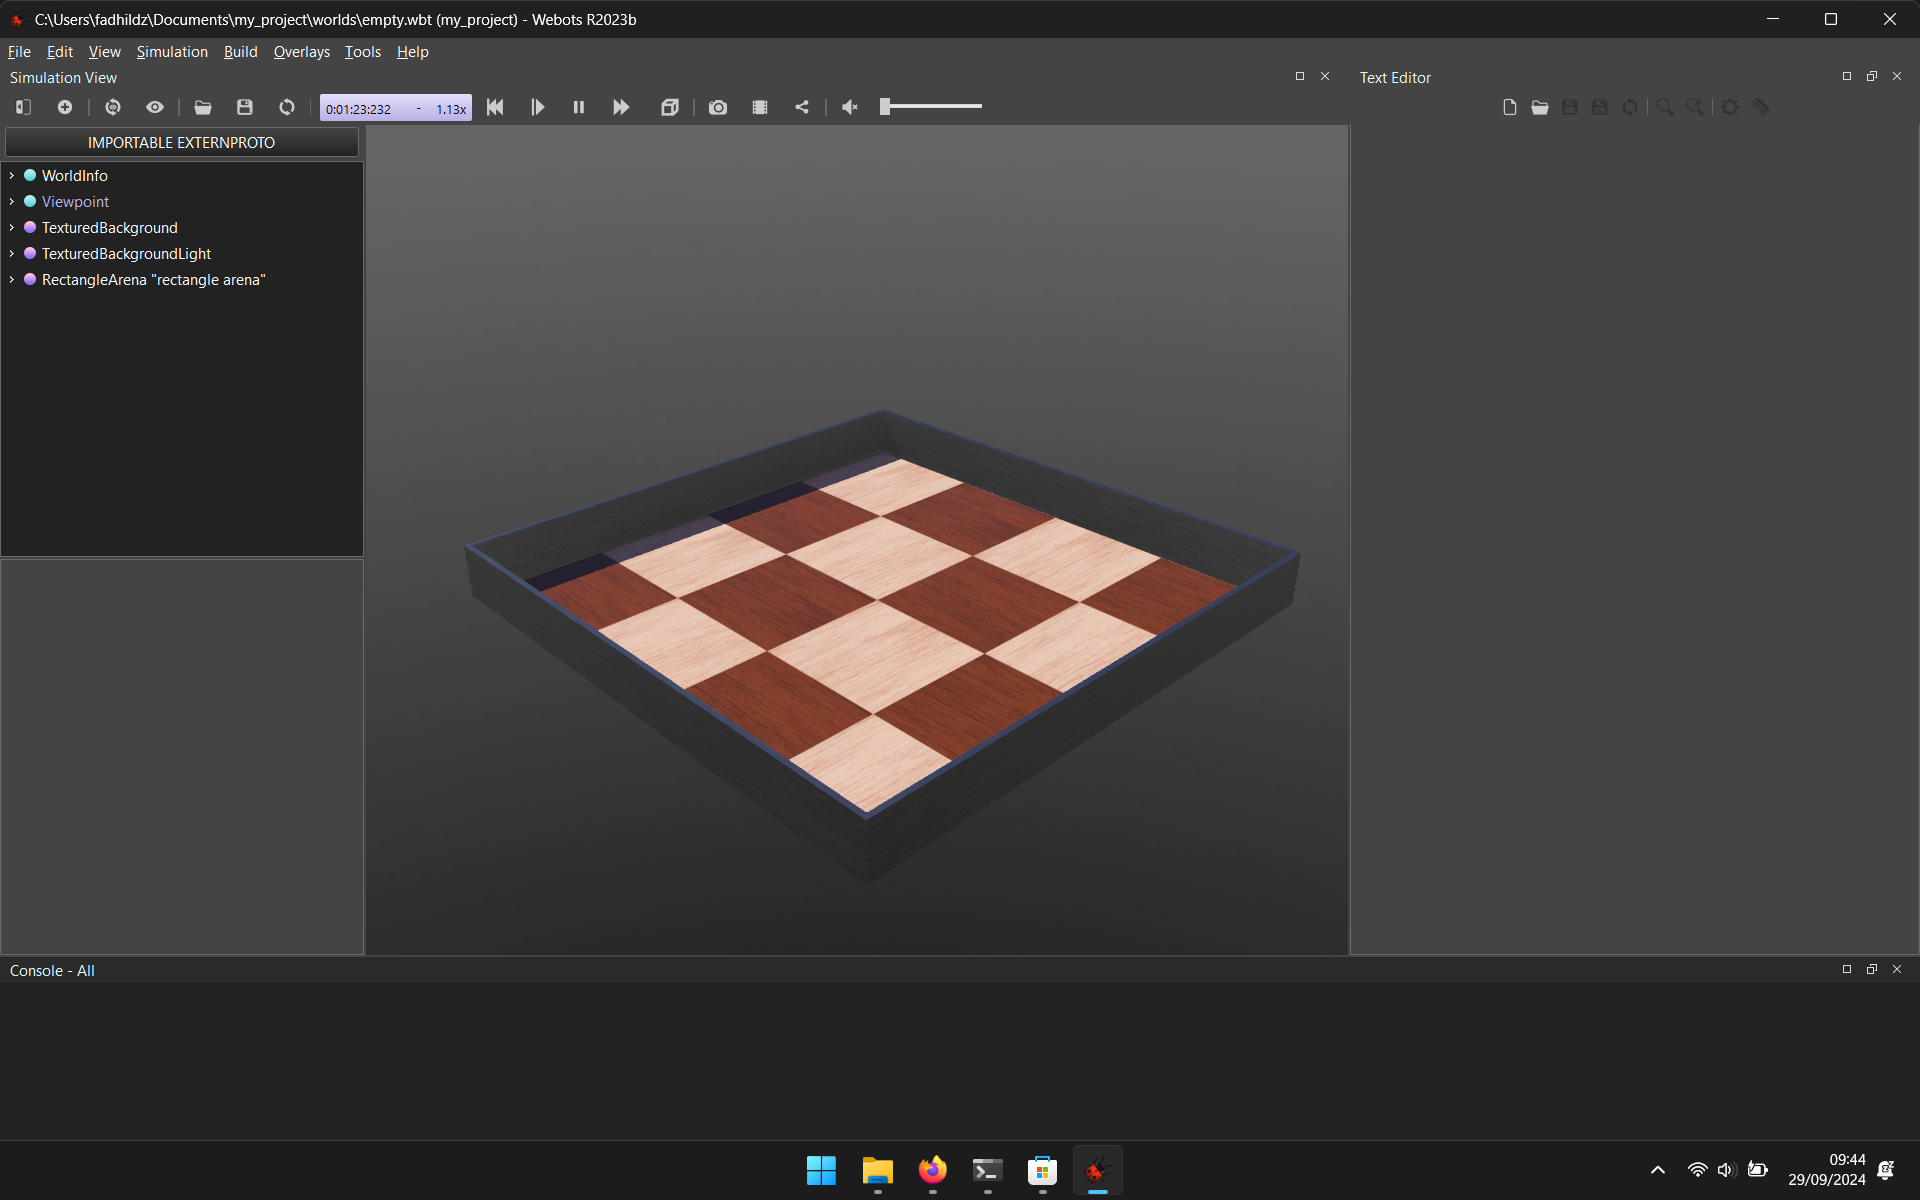 C:\Users\fadhildz\Documents\my_project\worlds\empty.wbt (my_project) - Webots R2023b
File Edit View Simulation Build Overlays Tools Help
Simulation View
Text Editor
0:01:23:232 - 1.13x
IMPORTABLE EXTERNPROTO
WorldInfo
Viewpoint
TexturedBackground
TexturedBackgroundLight
RectangleArena "rectangle arena"
Console - All
09:44
29/09/2024